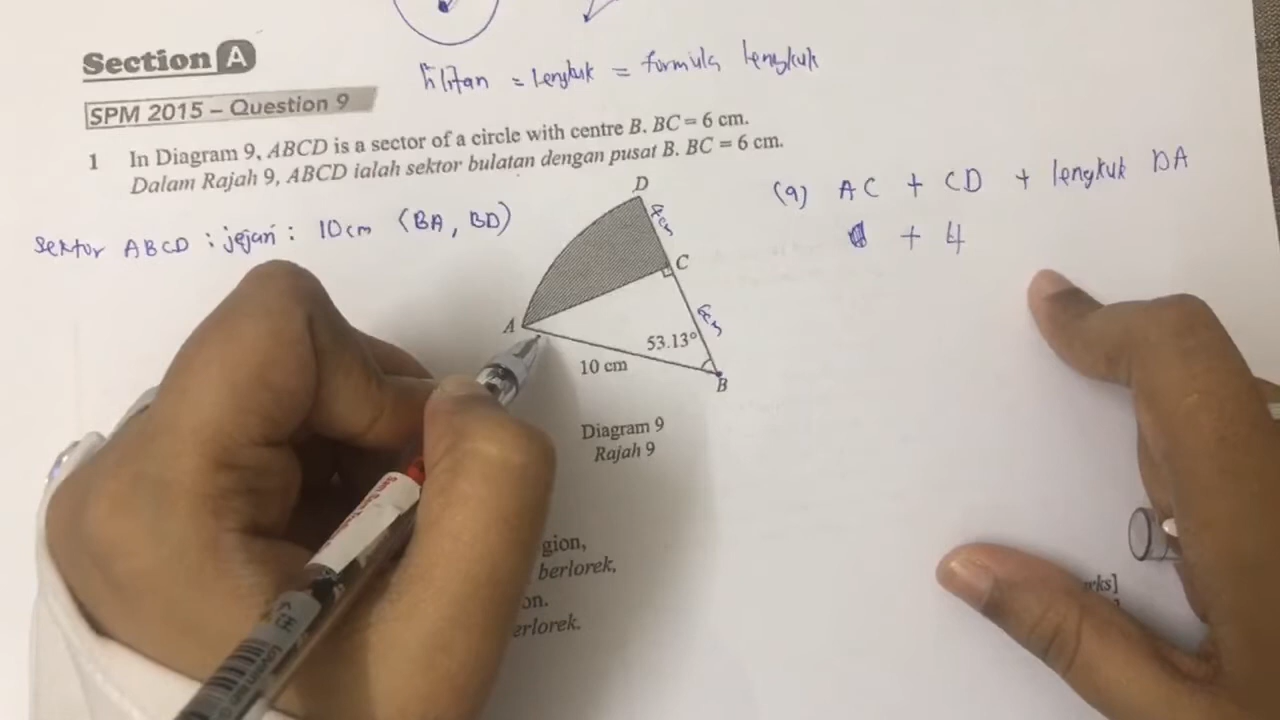 Section A
lilitan = lengkuk = formula lengkuk
SPM 2015 – Question 9
1 In Diagram 9, ABCD is a sector of a circle with centre B. BC = 6 cm.
Dalam Rajah 9, ABCD ialah sektor bulatan dengan pusat B. BC = 6 cm.
sektor ABCD : jejari : 10cm (BA, BD)
(a) AC + CD + lengkuk DA
+ 4
D
4cm
C
A
6cm
53.13°
10 cm
B
Diagram 9
Rajah 9
gion,
berlorek,
on.
erlorek.
rks]